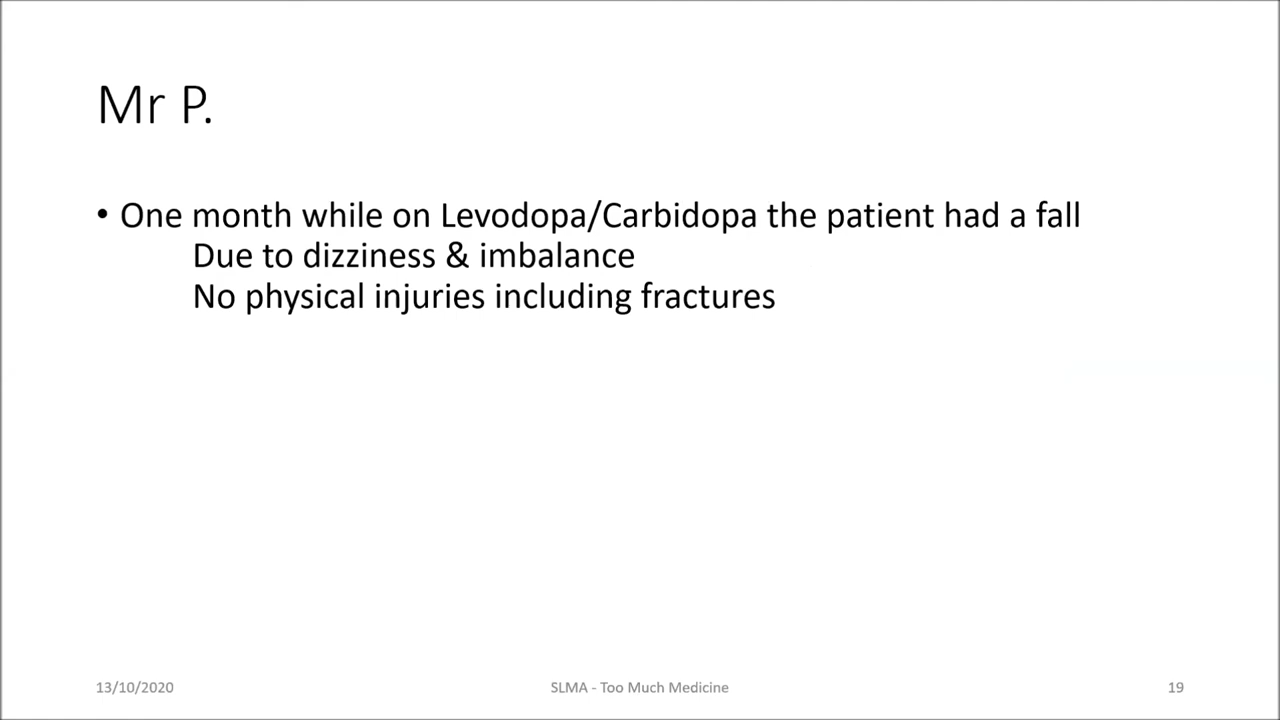 Mr P.
• One month while on Levodopa/Carbidopa the patient had a fall
Due to dizziness & imbalance
No physical injuries including fractures
13/10/2020
SLMA - Too Much Medicine
19